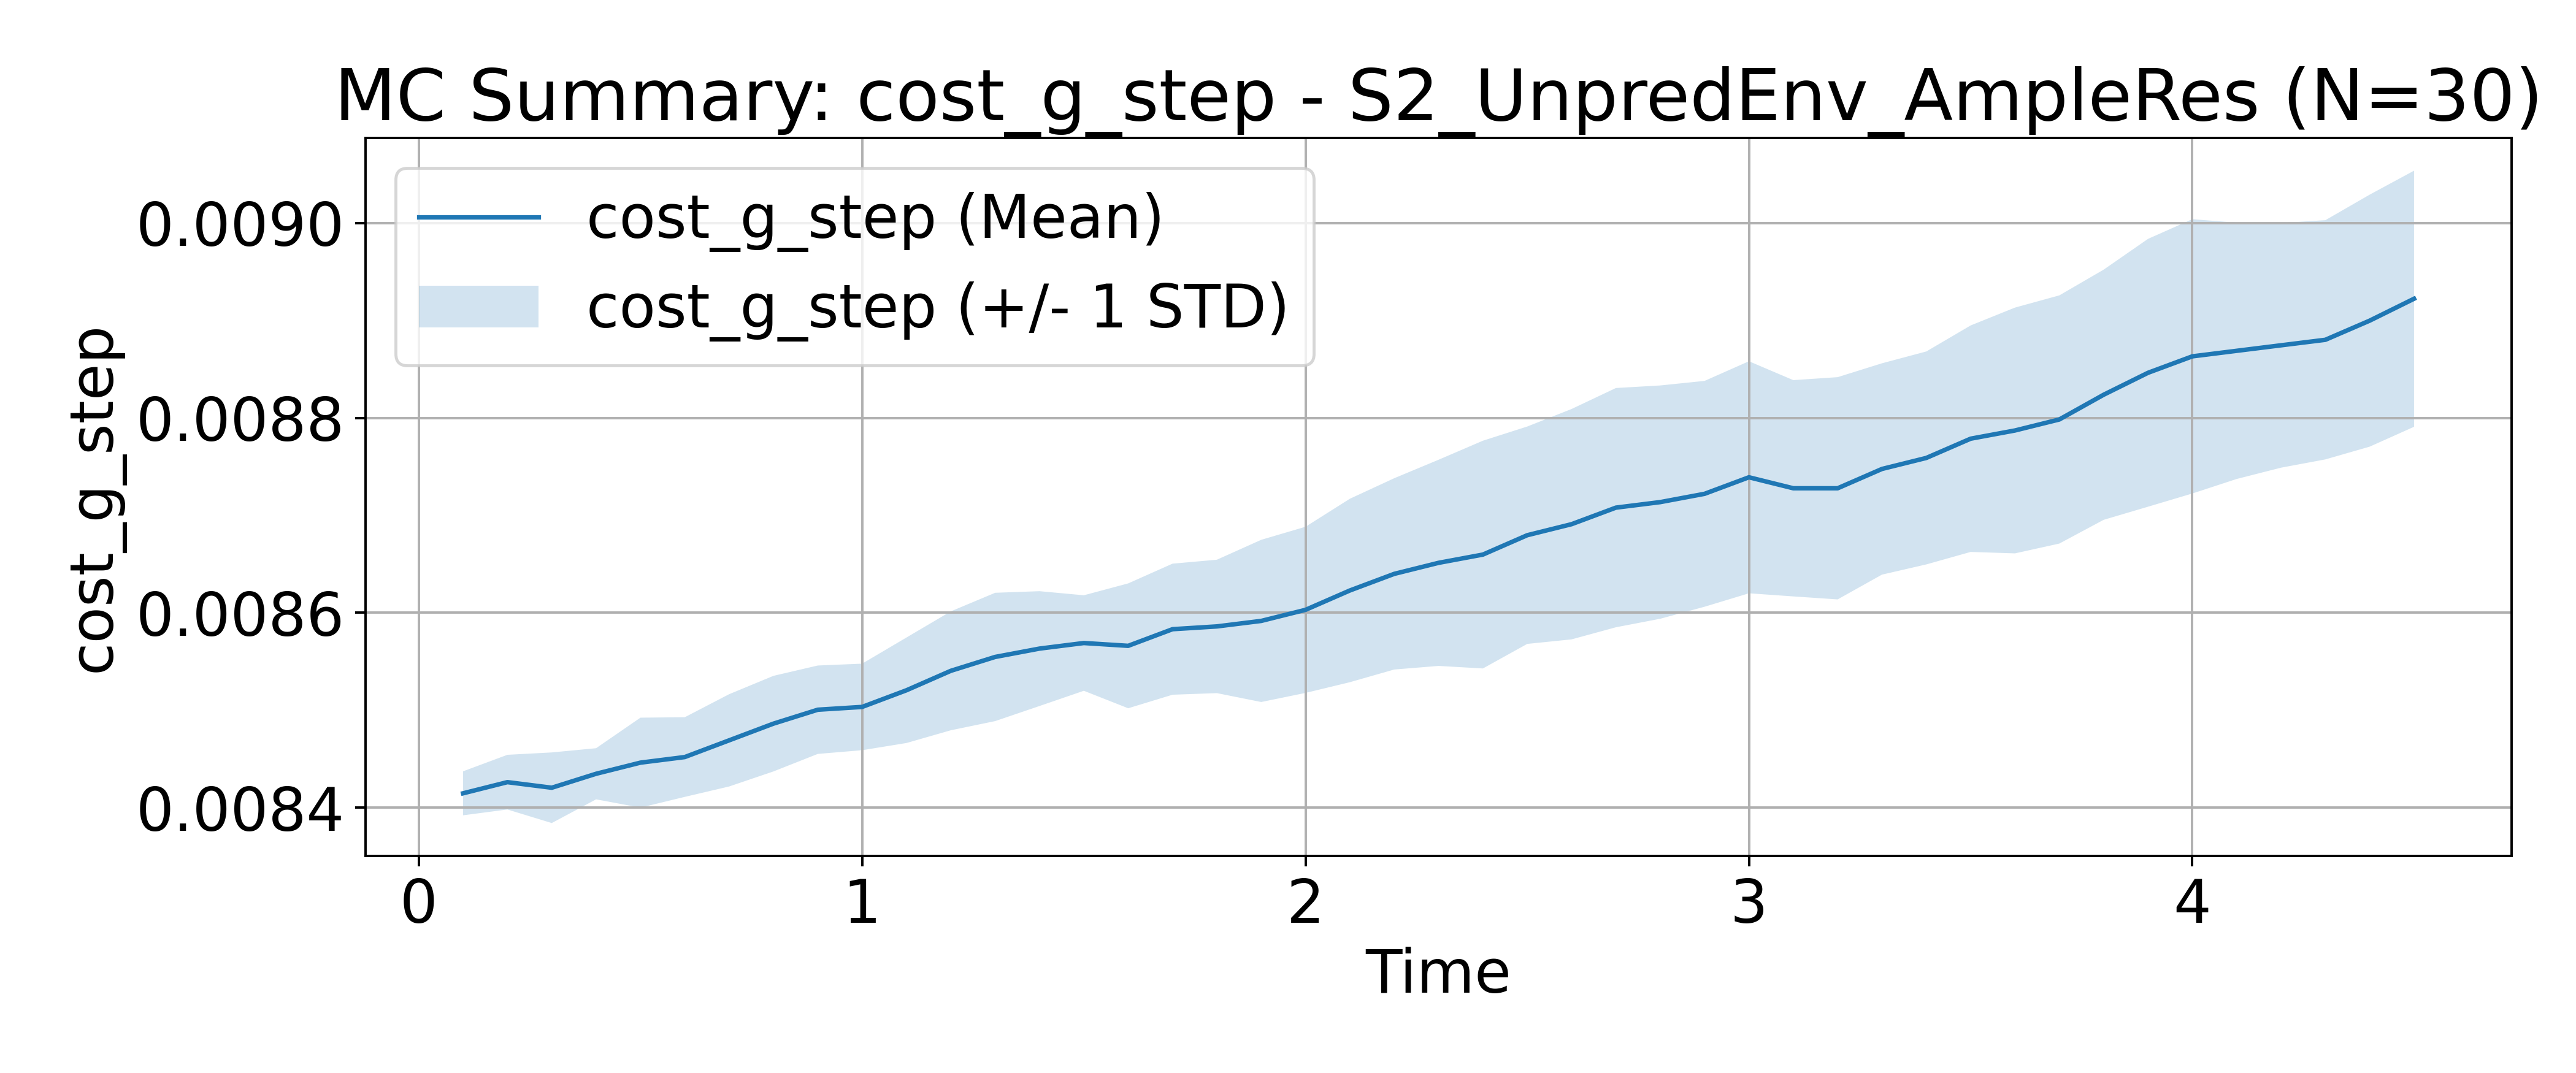 MC Summary: cost_g_step - S2_UnpredEnv_AmpleRes (N=30)
cost_g_step (Mean)
cost_g_step (+/- 1 STD)
cost_g_step
0.0090
0.0088
0.0086
0.0084
0 1 2 3 4
Time